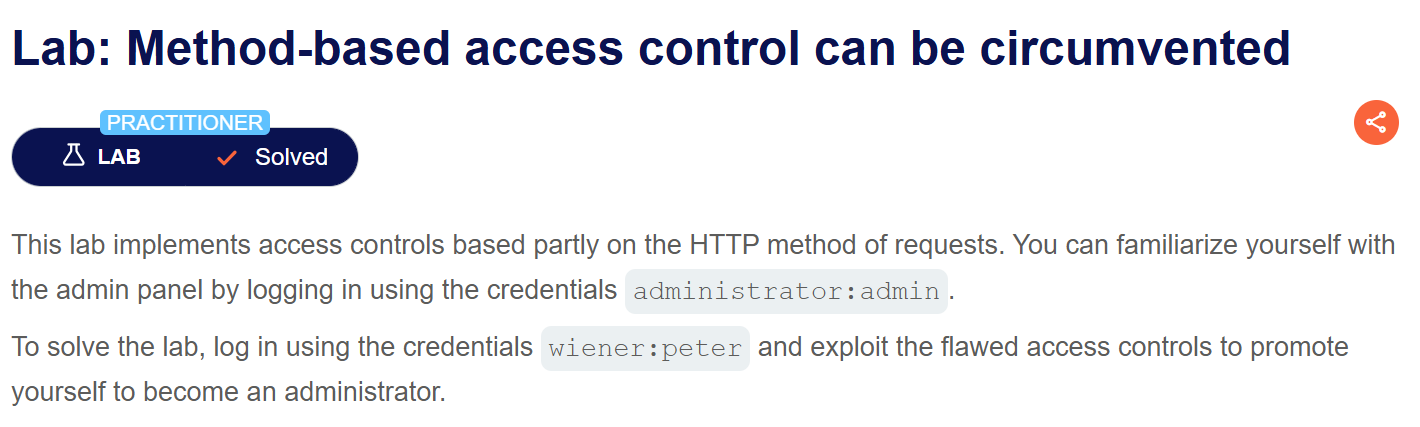 Lab: Method-based access control can be circumvented
PRACTITIONER
LAB Solved
This lab implements access controls based partly on the HTTP method of requests. You can familiarize yourself with
the admin panel by logging in using the credentials administrator:admin.
To solve the lab, log in using the credentials wiener:peter and exploit the flawed access controls to promote
yourself to become an administrator.